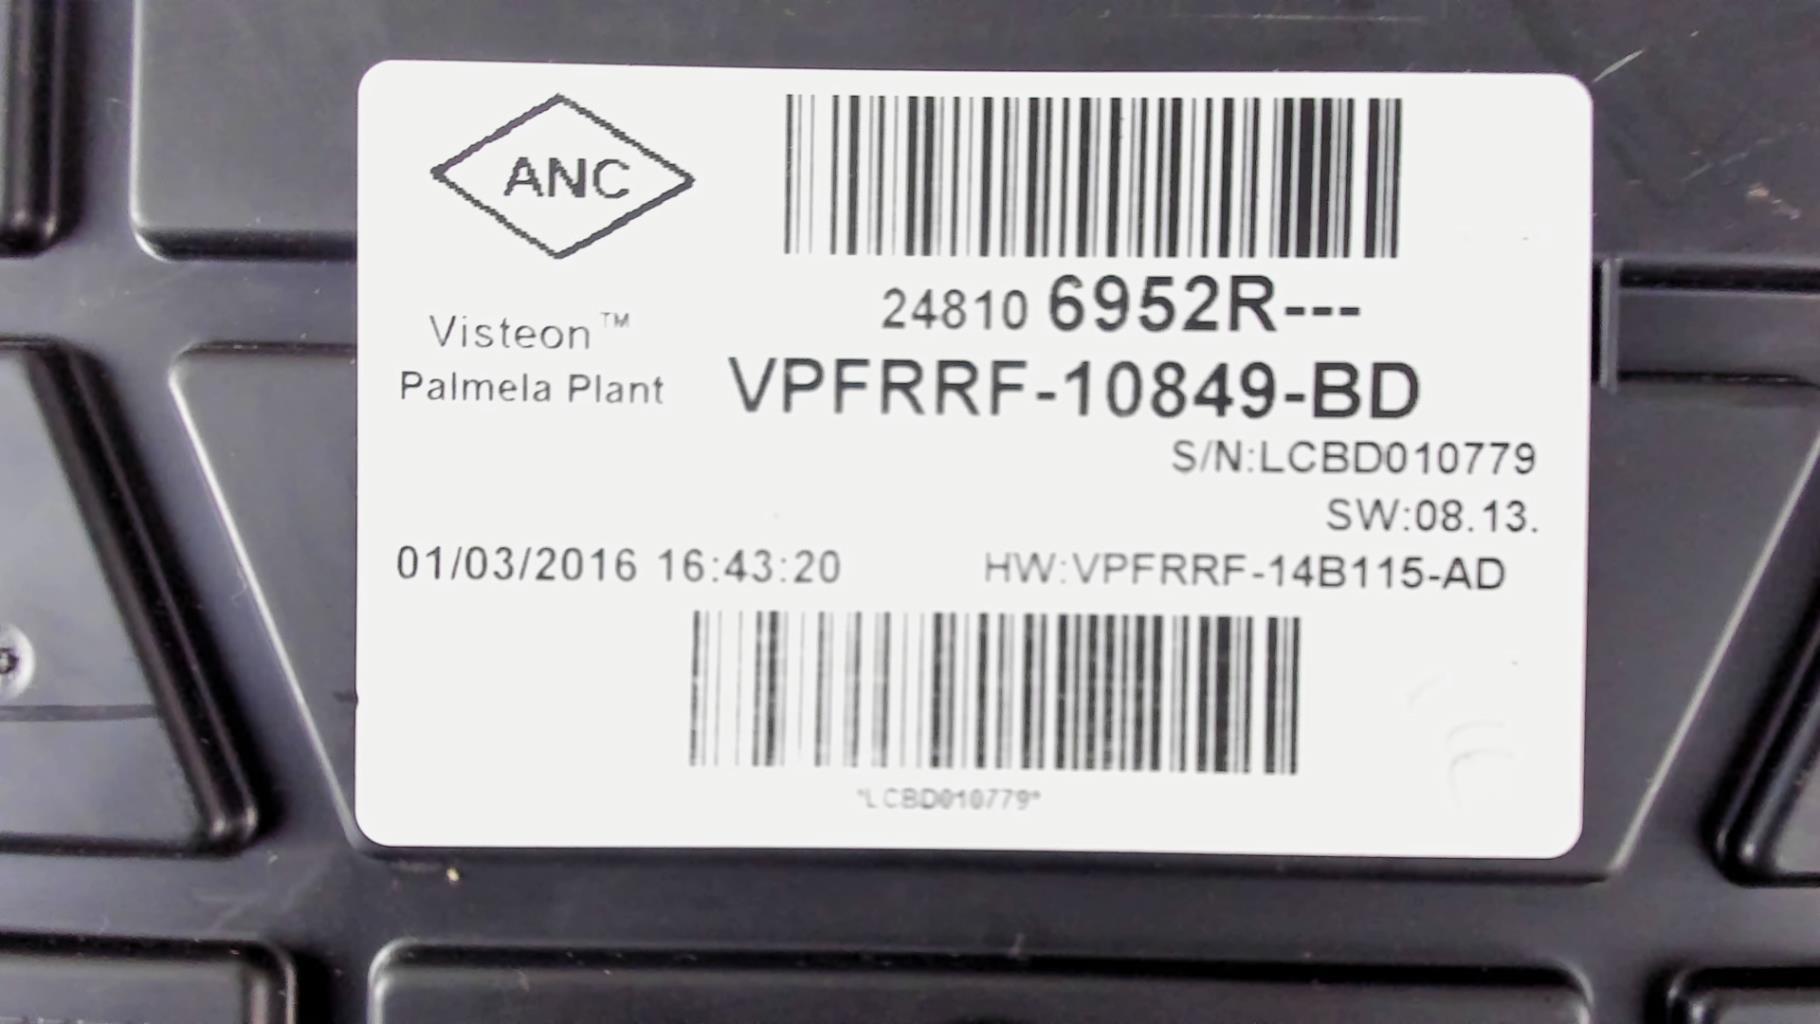 ANC
24810 6952R---
Visteon™
Palmela Plant
VPFRRF-10849-BD
S/N:LCBD010779
SW:08.13.
01/03/2016 16:43:20
HW:VPFRRF-14B115-AD
*LCBD010779*